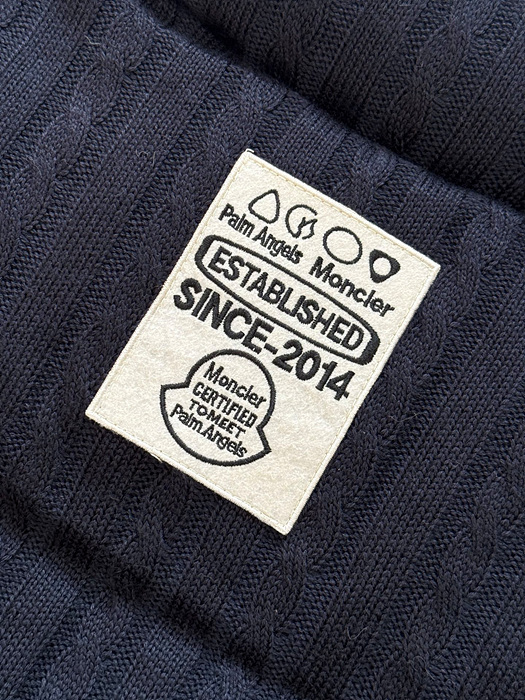 Palm Angels Moncler
ESTABLISHED
SINCE-2014
Moncler
CERTIFIED
TO MEET
Palm Angels